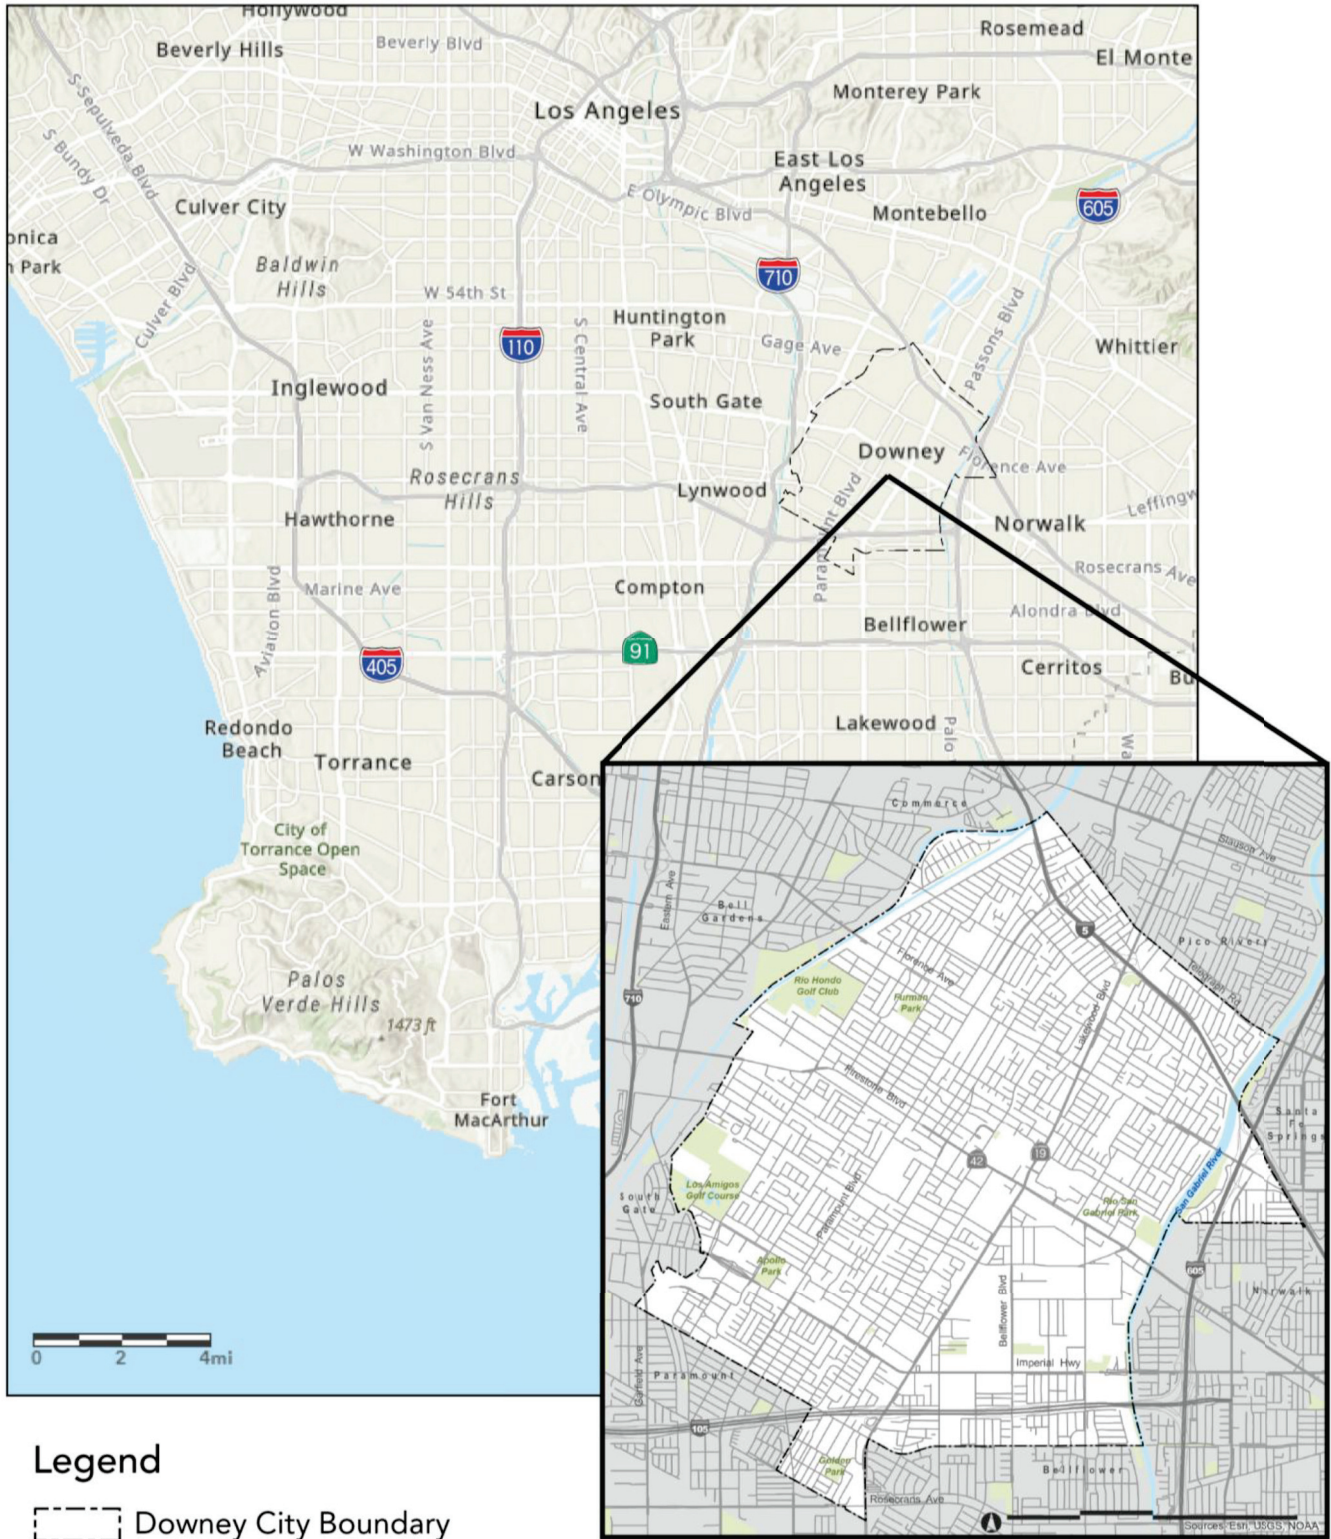 Hollywood
Beverly Hills
Beverly Blvd
Rosemead
El Monte
Los Angeles
Monterey Park
S Sepulveda Blvd
S Bundy Dr
W Washington Blvd
East Los
Angeles
E Olympic Blvd
Culver City
Montebello
605
onica
n Park
Baldwin
Hills
710
Culver Blvd
W 54th St
Huntington
Park
Gage Ave
Passons Blvd
110
S Van Ness Ave
S Central Ave
Whittier
Inglewood
South Gate
Downey
Florence Ave
Rosecrans
Hills
Lynwood
Paramount Blvd
Leffingw
Hawthorne
Norwalk
Marine Ave
Compton
Rosecrans Ave
Aviation Blvd
Bellflower
Alondra Blvd
91
405
Cerritos
Bu
Redondo
Beach
Lakewood
Palo
Wa
Torrance
Carson
City of
Torrance Open
Space
Palos
Verde Hills
1473 ft
Fort
MacArthur
0 2 4mi
Commerce
Slauson Ave
Eastern Ave
Bell
Gardens
5
Pico Rivera
Florence Ave
Telegraph Rd
Rio Hondo
Golf Club
Furman
Park
710
Lakewood Blvd
Firestone Blvd
Santa
Fe
Springs
42
19
San Gabriel River
South
Gate
Los Amigos
Golf Course
Paramount Blvd
Rio San
Gabriel Park
Apollo
Park
605
Bellflower Blvd
Norwalk
Garfield Ave
Paramount
Imperial Hwy
105
Golden
Park
Bellflower
Rosecrans Ave
Sources: Esri, USGS, NOAA
Legend
Downey City Boundary